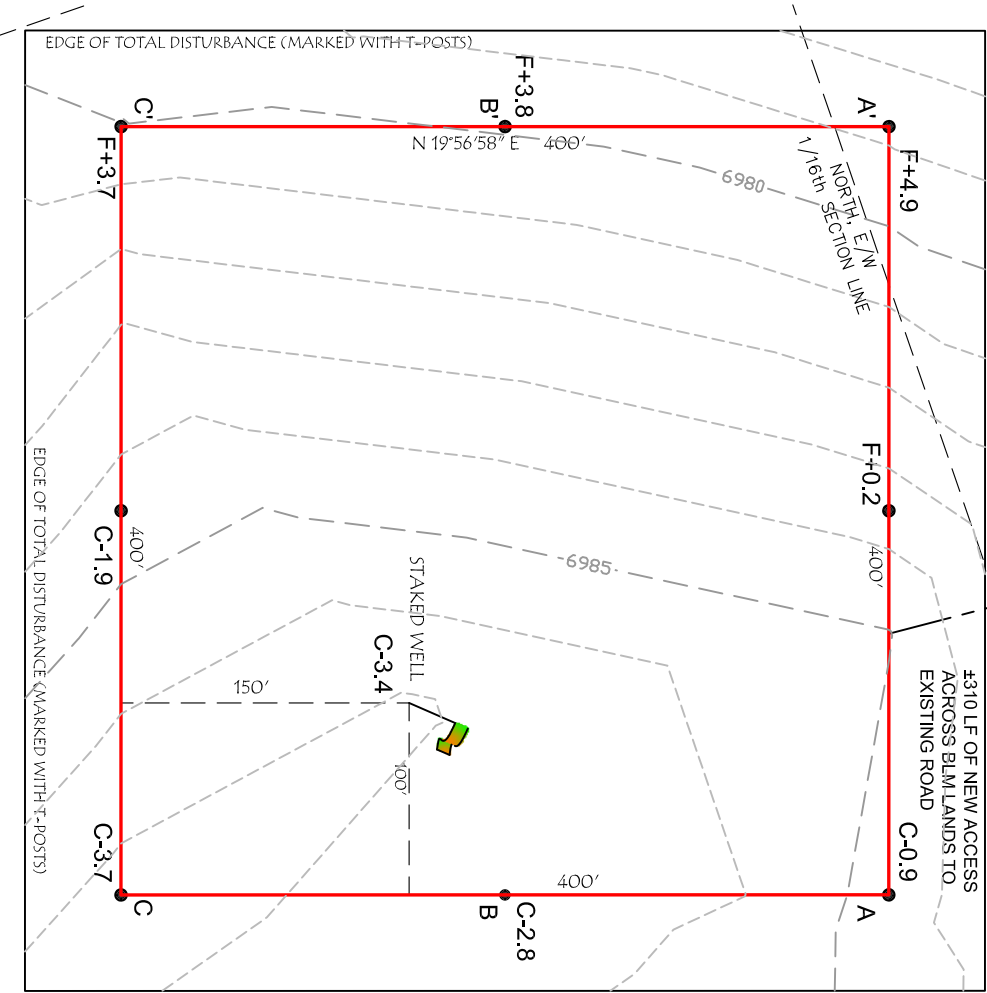 EDGE OF TOTAL DISTURBANCE (MARKED WITH T-POSTS)
C'
F+3.7
B'
F+3.8
A'
F+4.9
N 19°56'58" E
400'
6980
NORTH, E/W
1/16th SECTION LINE
F+0.2
400'
C-1.9
400'
6985
EDGE OF TOTAL DISTURBANCE (MARKED WITH T-POSTS)
STAKED WELL
C-3.4
150'
100'
±310 LF OF NEW ACCESS
ACROSS BLM LANDS TO
EXISTING ROAD
C-3.7
C
400'
B
C-2.8
C-0.9
A